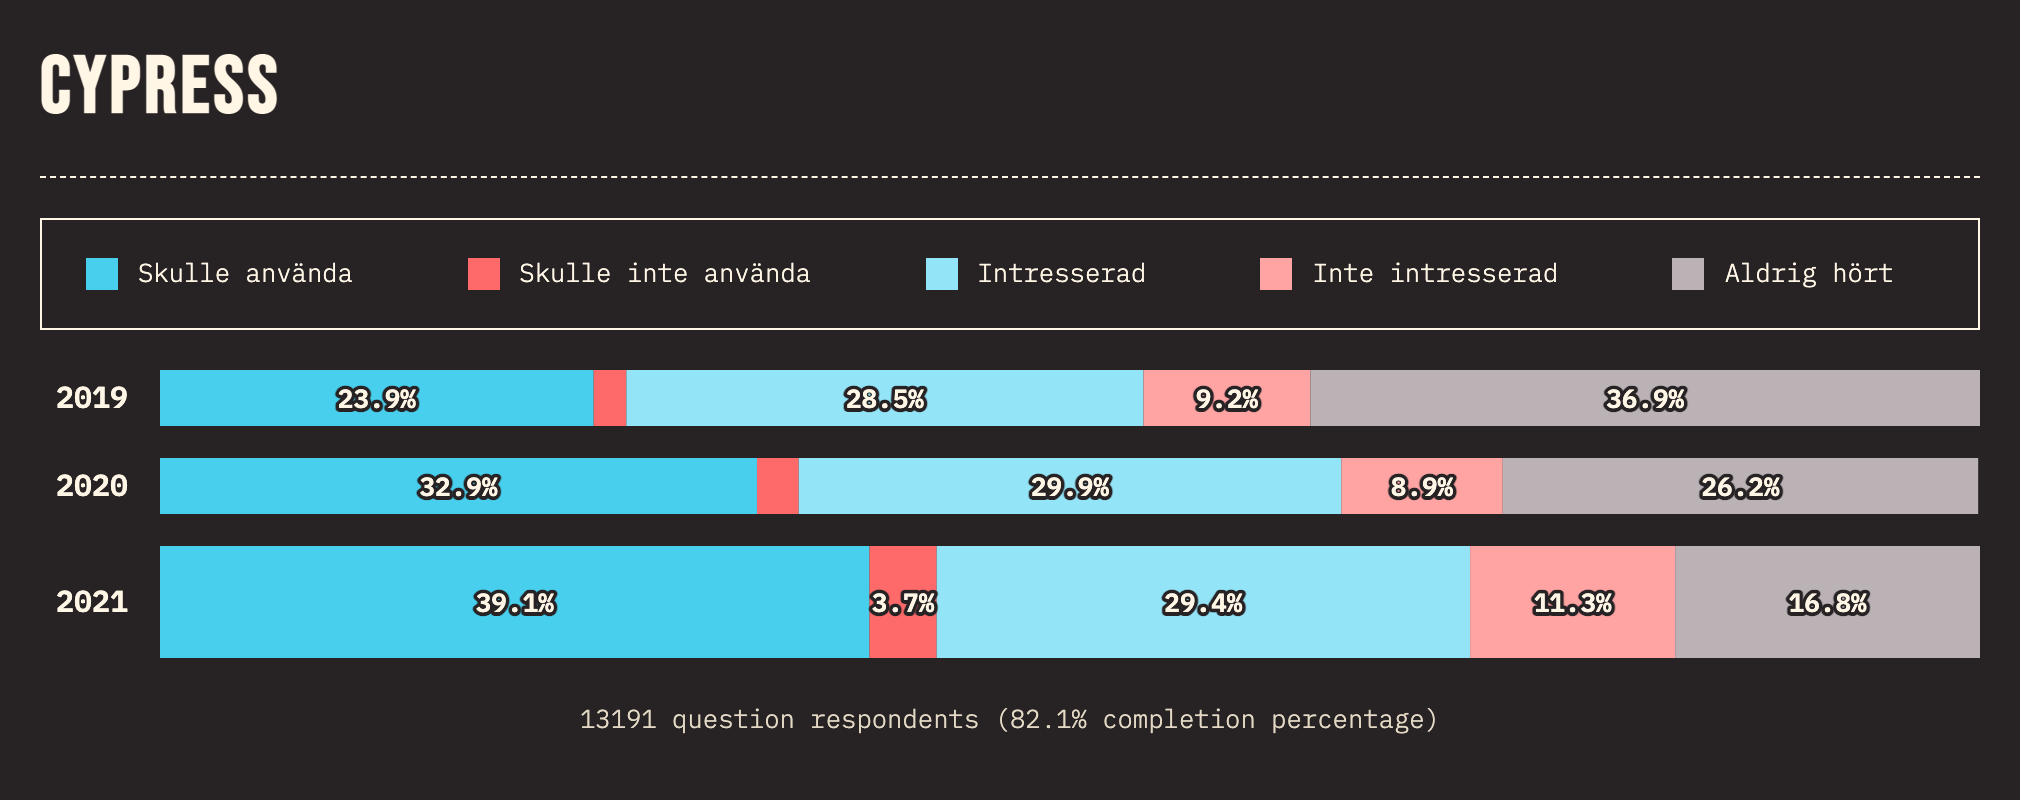 CYPRESS
Skulle använda Skulle inte använda Intresserad Inte intresserad Aldrig hört
2019 23.9% 28.5% 9.2% 36.9%
2020 32.9% 29.9% 8.9% 26.2%
2021 39.1% 3.7% 29.4% 11.3% 16.8%
13191 question respondents (82.1% completion percentage)